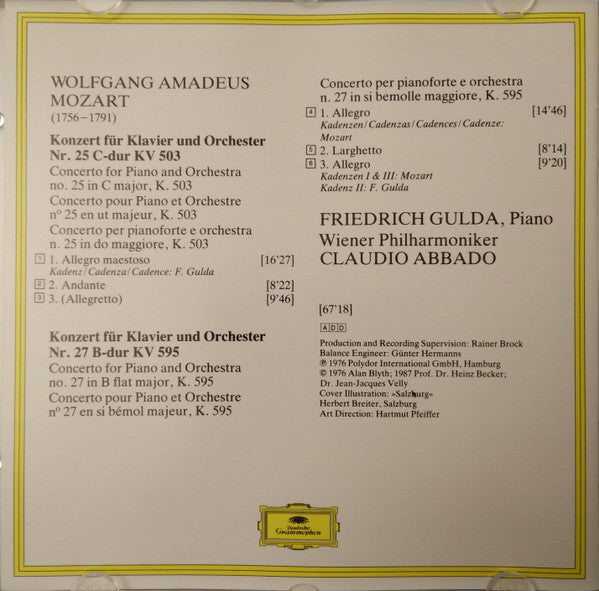 WOLFGANG AMADEUS
MOZART
(1756–1791)
Konzert für Klavier und Orchester
Nr. 25 C-dur KV 503
Concerto for Piano and Orchestra
no. 25 in C major, K. 503
Concerto pour Piano et Orchestre
nº 25 en ut majeur, K. 503
Concerto per pianoforte e orchestra
n. 25 in do maggiore, K. 503
1 1. Allegro maestoso [16'27]
Kadenz/Cadenza/Cadence: F. Gulda
2 2. Andante [8'22]
3 3. (Allegretto) [9'46]
Konzert für Klavier und Orchester
Nr. 27 B-dur KV 595
Concerto for Piano and Orchestra
no. 27 in B flat major, K. 595
Concerto pour Piano et Orchestre
nº 27 en si bémol majeur, K. 595
Concerto per pianoforte e orchestra
n. 27 in si bemolle maggiore, K. 595
4 1. Allegro [14'46]
Kadenzen/Cadenzas/Cadences/Cadenze:
Mozart
5 2. Larghetto [8'14]
6 3. Allegro [9'20]
Kadenzen I & III: Mozart
Kadenz II: F. Gulda
FRIEDRICH GULDA, Piano
Wiener Philharmoniker
CLAUDIO ABBADO
[67'18]
ADD
Production and Recording Supervision: Rainer Brock
Balance Engineer: Günter Hermanns
℗ 1976 Polydor International GmbH, Hamburg
© 1976 Alan Blyth; 1987 Prof. Dr. Heinz Becker;
Dr. Jean-Jacques Velly
Cover Illustration: »Salzburg«
Herbert Breiter, Salzburg
Art Direction: Hartmut Pfeiffer
Deutsche
Grammophon